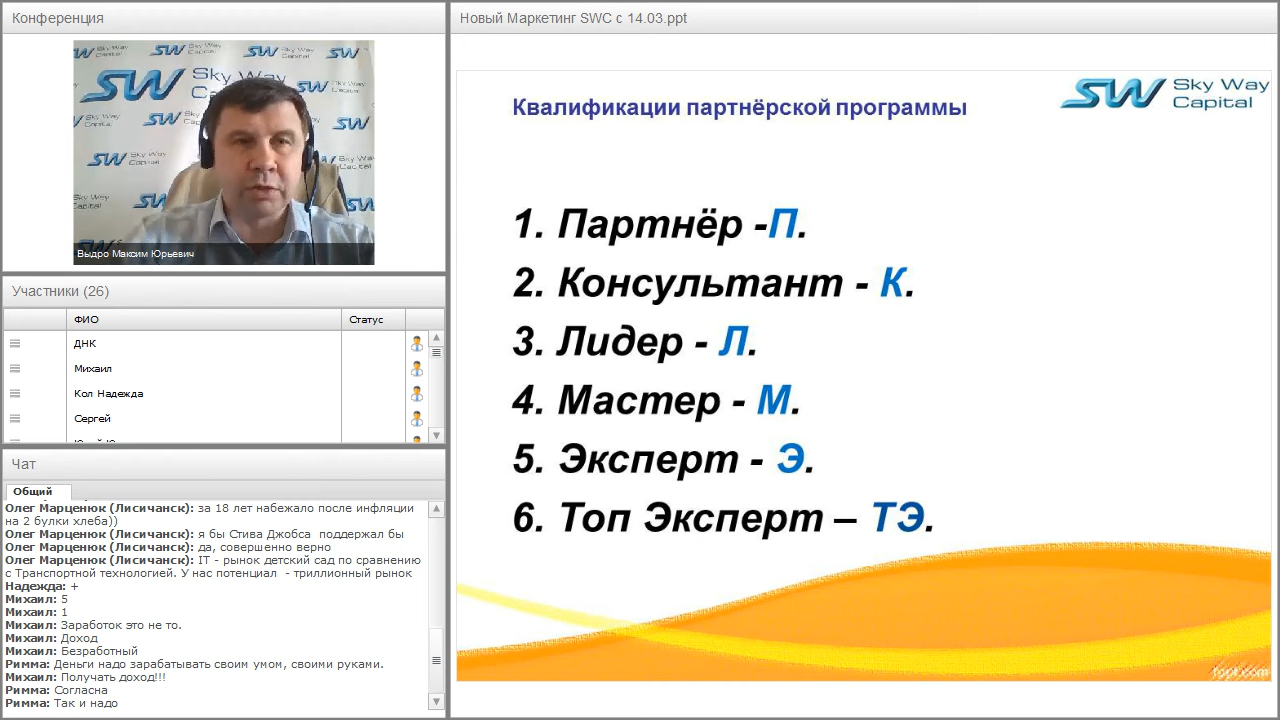 Конференция
Sky Way
Capital
Выдро Максим Юрьевич
Участники (26)
ФИО
Статус
ДНК
Михаил
Кол Надежда
Сергей
Чат
Общий
Олег Марценюк (Лисичанск): за 18 лет набежало после инфляции
на 2 булки хлеба))
Олег Марценюк (Лисичанск): я бы Стива Джобса поддержал бы
Олег Марценюк (Лисичанск): да, совершенно верно
Олег Марценюк (Лисичанск): IT - рынок детский сад по сравнению
с Транспортной технологией. У нас потенциал - триллионный рынок
Надежда: +
Михаил: 5
Михаил: 1
Михаил: Заработок это не то.
Михаил: Доход
Михаил: Безработный
Римма: Деньги надо зарабатывать своим умом, своими руками.
Михаил: Получать доход!!!
Римма: Согласна
Римма: Так и надо
Новый Маркетинг SWC с 14.03.ppt
Квалификации партнёрской программы
SW Sky Way
Capital
1. Партнёр -П.
2. Консультант - К.
3. Лидер - Л.
4. Мастер - М.
5. Эксперт - Э.
6. Топ Эксперт – ТЭ.
fppt.com